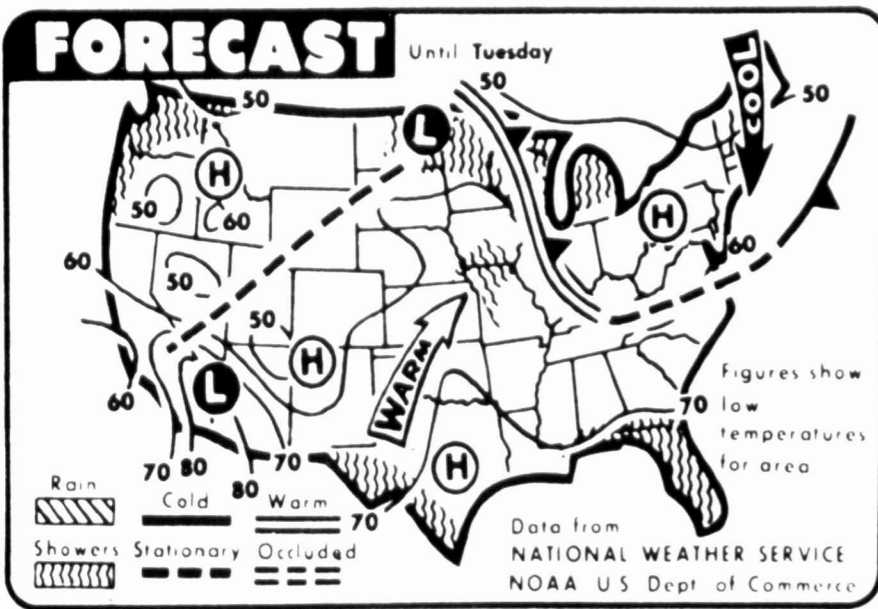 FORECAST
Until Tuesday
50
50
COOL
50
L
H
50
60
H
60
60
50
50
H
WARM
L
60
70
70 80
70
80
H
70
Figures show
low
temperatures
for area
Rain
Cold
Warm
Showers
Stationary
Occluded
Data from
NATIONAL WEATHER SERVICE
NOAA US Dept of Commerce